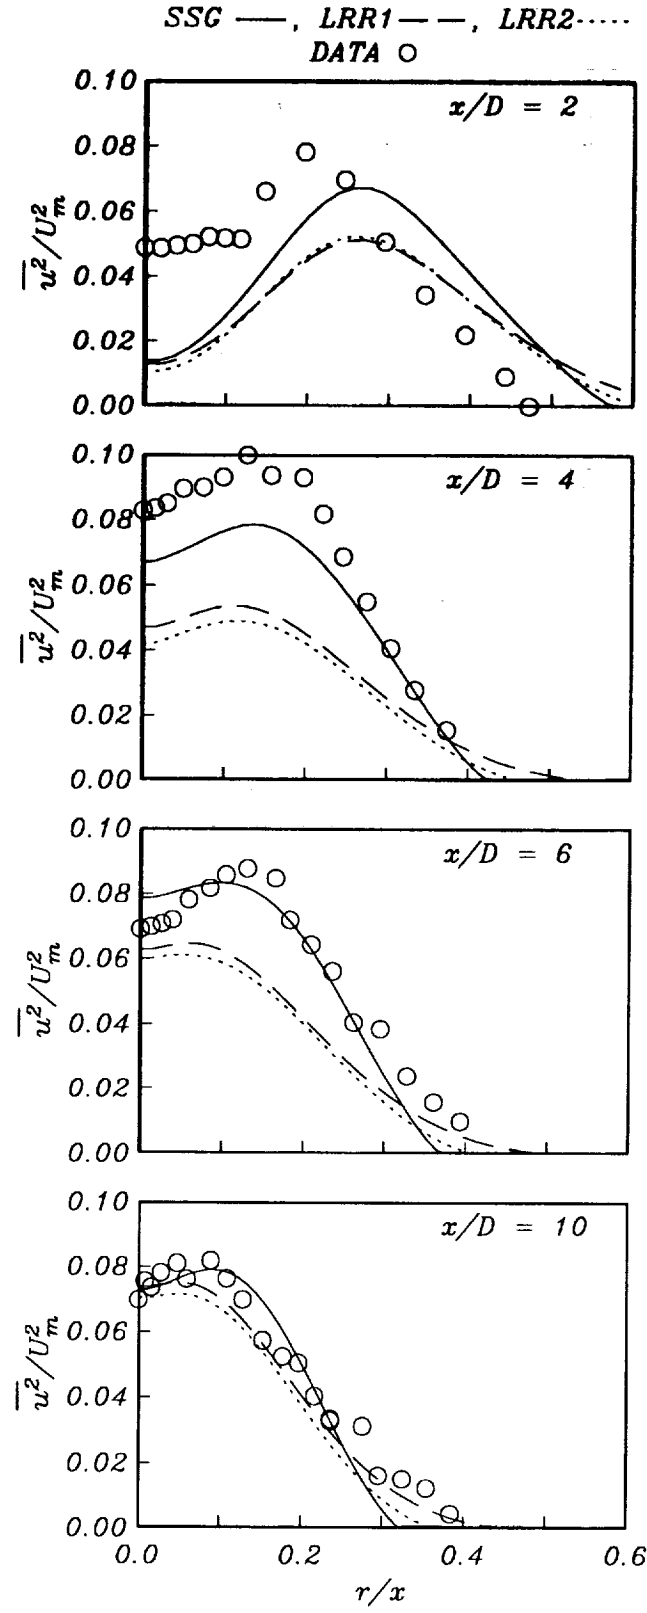 SSG ——, LRR1 — — —, LRR2 ·····
DATA ○
0.10
x/D = 2
0.08
0.06
0.04
0.02
0.00
u²/U²ₘ
0.10
x/D = 4
0.08
0.06
0.04
0.02
0.00
u²/U²ₘ
0.10
x/D = 6
0.08
0.06
0.04
0.02
0.00
u²/U²ₘ
0.10
x/D = 10
0.08
0.06
0.04
0.02
0.00
u²/U²ₘ
0.0 0.2 0.4 0.6
r/x